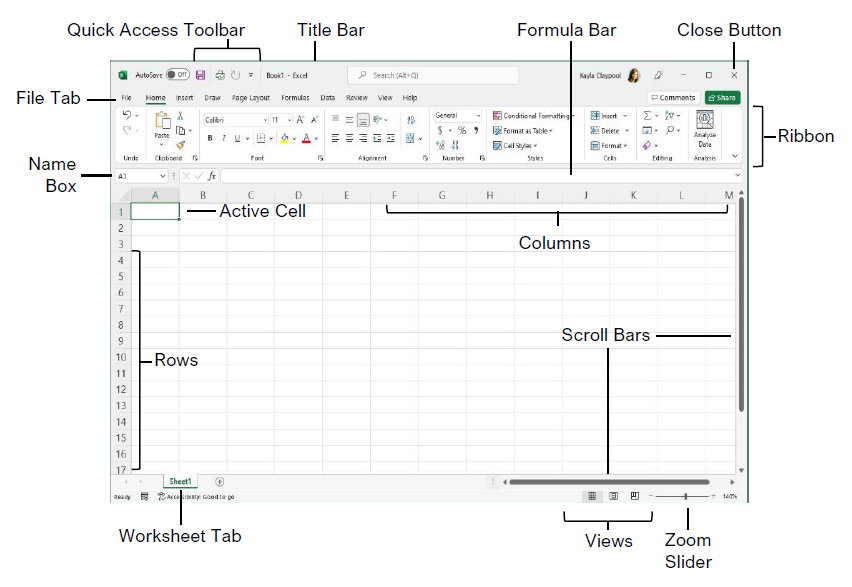 Quick Access Toolbar Title Bar Formula Bar Close Button
AutoSave Off Book1 - Excel Search (Alt+Q) Kayla Claypool
File Tab
File Home Insert Draw Page Layout Formulas Data Review View Help Comments Share
Calibri 11 General Conditional Formatting Insert
Paste B I U A $ % 9 Format as Table Delete Analyze
Data
Cell Styles Format
Undo Clipboard Font Alignment Number Styles Cells Editing Analysis
Ribbon
Name
Box
A1 fx
A B C D E F G H I J K L M
1 Active Cell
2
3 Columns
4
5
6
7
8
9 Scroll Bars
10 Rows
11
12
13
14
15
16
17
Sheet1
Ready Accessibility: Good to go 140%
Worksheet Tab
Views
Zoom
Slider